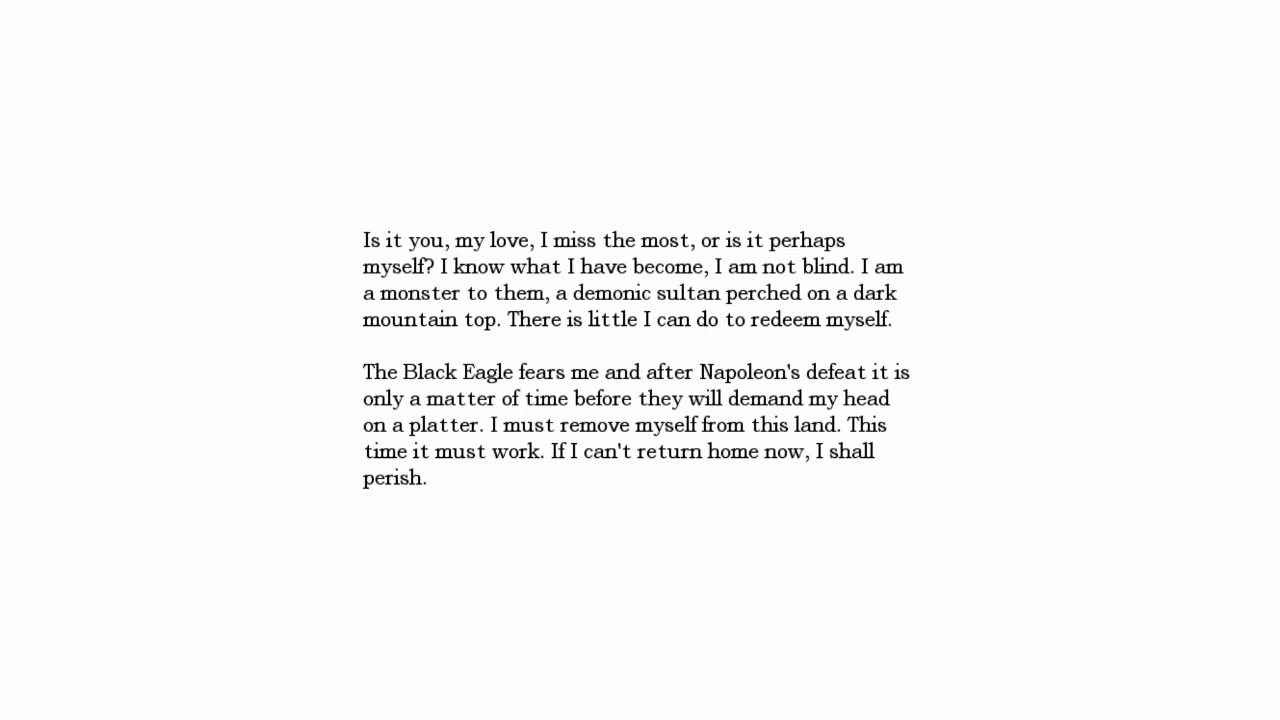 Is it you, my love, I miss the most, or is it perhaps
myself? I know what I have become, I am not blind. I am
a monster to them, a demonic sultan perched on a dark
mountain top. There is little I can do to redeem myself.
The Black Eagle fears me and after Napoleon's defeat it is
only a matter of time before they will demand my head
on a platter. I must remove myself from this land. This
time it must work. If I can't return home now, I shall
perish.